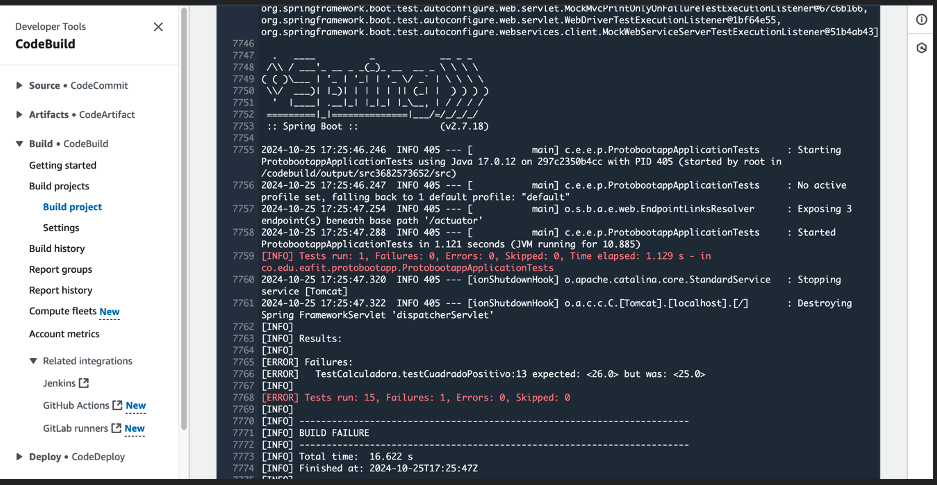 Developer Tools
CodeBuild
Source • CodeCommit
Artifacts • CodeArtifact
Build • CodeBuild
Getting started
Build projects
Build project
Settings
Build history
Report groups
Report history
Compute fleets New
Account metrics
Related integrations
Jenkins
GitHub Actions New
GitLab runners New
Deploy • CodeDeploy
org.springframework.boot.test.autoconfigure.web.servlet.MockMvcPrintOnlyOnFailureTestExecutionListener@67c6b166,
org.springframework.boot.test.autoconfigure.web.servlet.WebDriverTestExecutionListener@1bf64e55,
org.springframework.boot.test.autoconfigure.webservices.client.MockWebServiceServerTestExecutionListener@51b4ab43]
7746
7747   .   ____          _            __ _ _
7748  /\\ / ___'_ __ _ _(_)_ __  __ _ \ \ \ \
7749 ( ( )\___ | '_ | '_| | '_ \/ _` | \ \ \ \
7750  \\/  ___)| |_)| | | | | || (_| |  ) ) ) )
7751   '  |____| .__|_| |_|_| |_\__, | / / / /
7752  =========|_|==============|___/=/_/_/_/
7753  :: Spring Boot ::                (v2.7.18)
7754
7755 2024-10-25 17:25:46.246  INFO 405 --- [           main] c.e.e.p.ProtobootappApplicationTests     : Starting
ProtobootappApplicationTests using Java 17.0.12 on 297c2350b4cc with PID 405 (started by root in
/codebuild/output/src3682573652/src)
7756 2024-10-25 17:25:46.247  INFO 405 --- [           main] c.e.e.p.ProtobootappApplicationTests     : No active
profile set, falling back to 1 default profile: "default"
7757 2024-10-25 17:25:47.254  INFO 405 --- [           main] o.s.b.a.e.web.EndpointLinksResolver      : Exposing 3
endpoint(s) beneath base path '/actuator'
7758 2024-10-25 17:25:47.288  INFO 405 --- [           main] c.e.e.p.ProtobootappApplicationTests     : Started
ProtobootappApplicationTests in 1.121 seconds (JVM running for 10.885)
7759 [INFO] Tests run: 1, Failures: 0, Errors: 0, Skipped: 0, Time elapsed: 1.129 s - in
co.edu.eafit.protobootapp.ProtobootappApplicationTests
7760 2024-10-25 17:25:47.320  INFO 405 --- [ionShutdownHook] o.apache.catalina.core.StandardService   : Stopping
service [Tomcat]
7761 2024-10-25 17:25:47.322  INFO 405 --- [ionShutdownHook] o.a.c.c.C.[Tomcat].[localhost].[/]       : Destroying
Spring FrameworkServlet 'dispatcherServlet'
7762 [INFO]
7763 [INFO] Results:
7764 [INFO]
7765 [ERROR] Failures:
7766 [ERROR]   TestCalculadora.testCuadradoPositivo:13 expected: <26.0> but was: <25.0>
7767 [INFO]
7768 [ERROR] Tests run: 15, Failures: 1, Errors: 0, Skipped: 0
7769 [INFO]
7770 [INFO] ------------------------------------------------------------------------
7771 [INFO] BUILD FAILURE
7772 [INFO] ------------------------------------------------------------------------
7773 [INFO] Total time:  16.622 s
7774 [INFO] Finished at: 2024-10-25T17:25:47Z